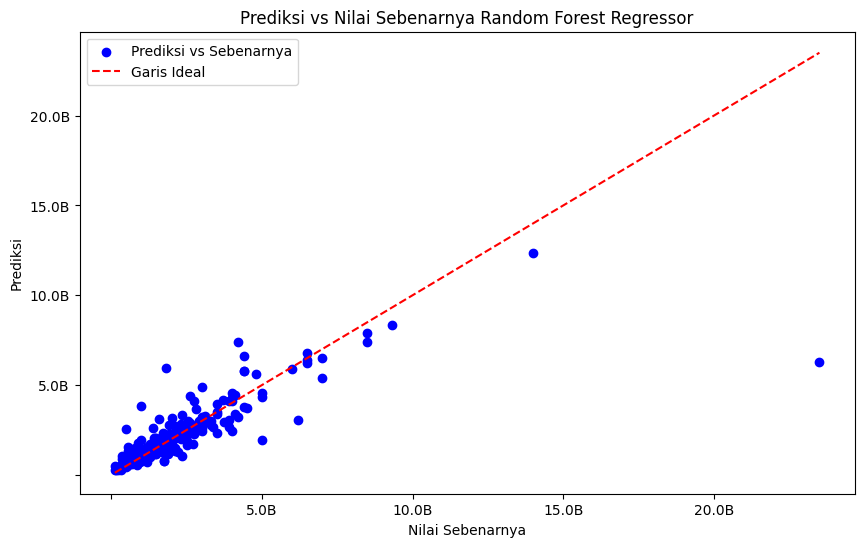 Prediksi vs Nilai Sebenarnya Random Forest Regressor
Prediksi vs Sebenarnya
Garis Ideal
20.0B
15.0B
10.0B
5.0B
Prediksi
5.0B
10.0B
15.0B
20.0B
Nilai Sebenarnya